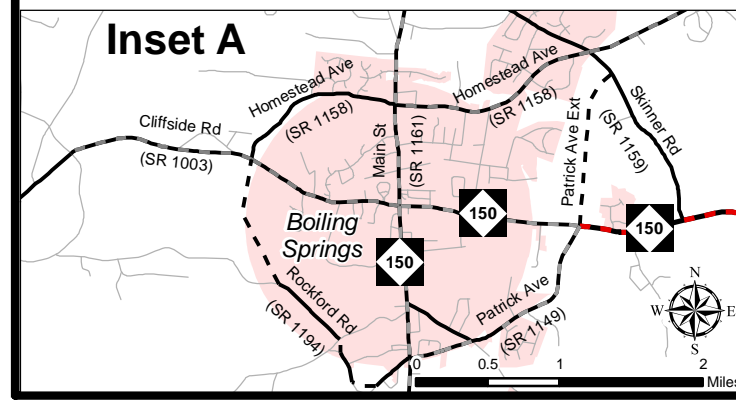 Inset A
Homestead Ave
(SR 1158)
Homestead Ave
(SR 1158)
Cliffside Rd
(SR 1003)
Main St
(SR 1161)
Patrick Ave Ext
Skinner Rd
(SR 1159)
150
150
Boiling
Springs
150
Rockford Rd
(SR 1194)
Patrick Ave
(SR 1149)
N
W E
S
0 0.5 1 2
Miles